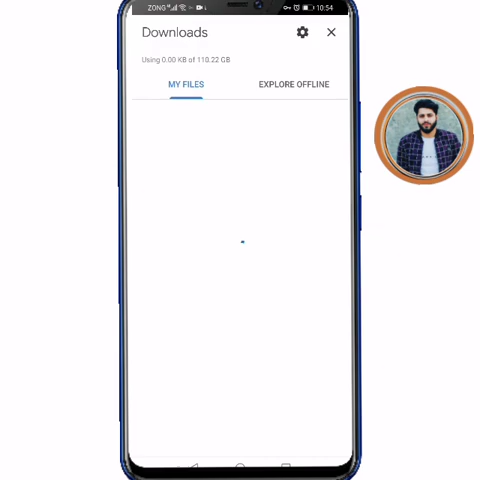 ZONG 10:54
Downloads
Using 0.00 KB of 110.22 GB
MY FILES EXPLORE OFFLINE